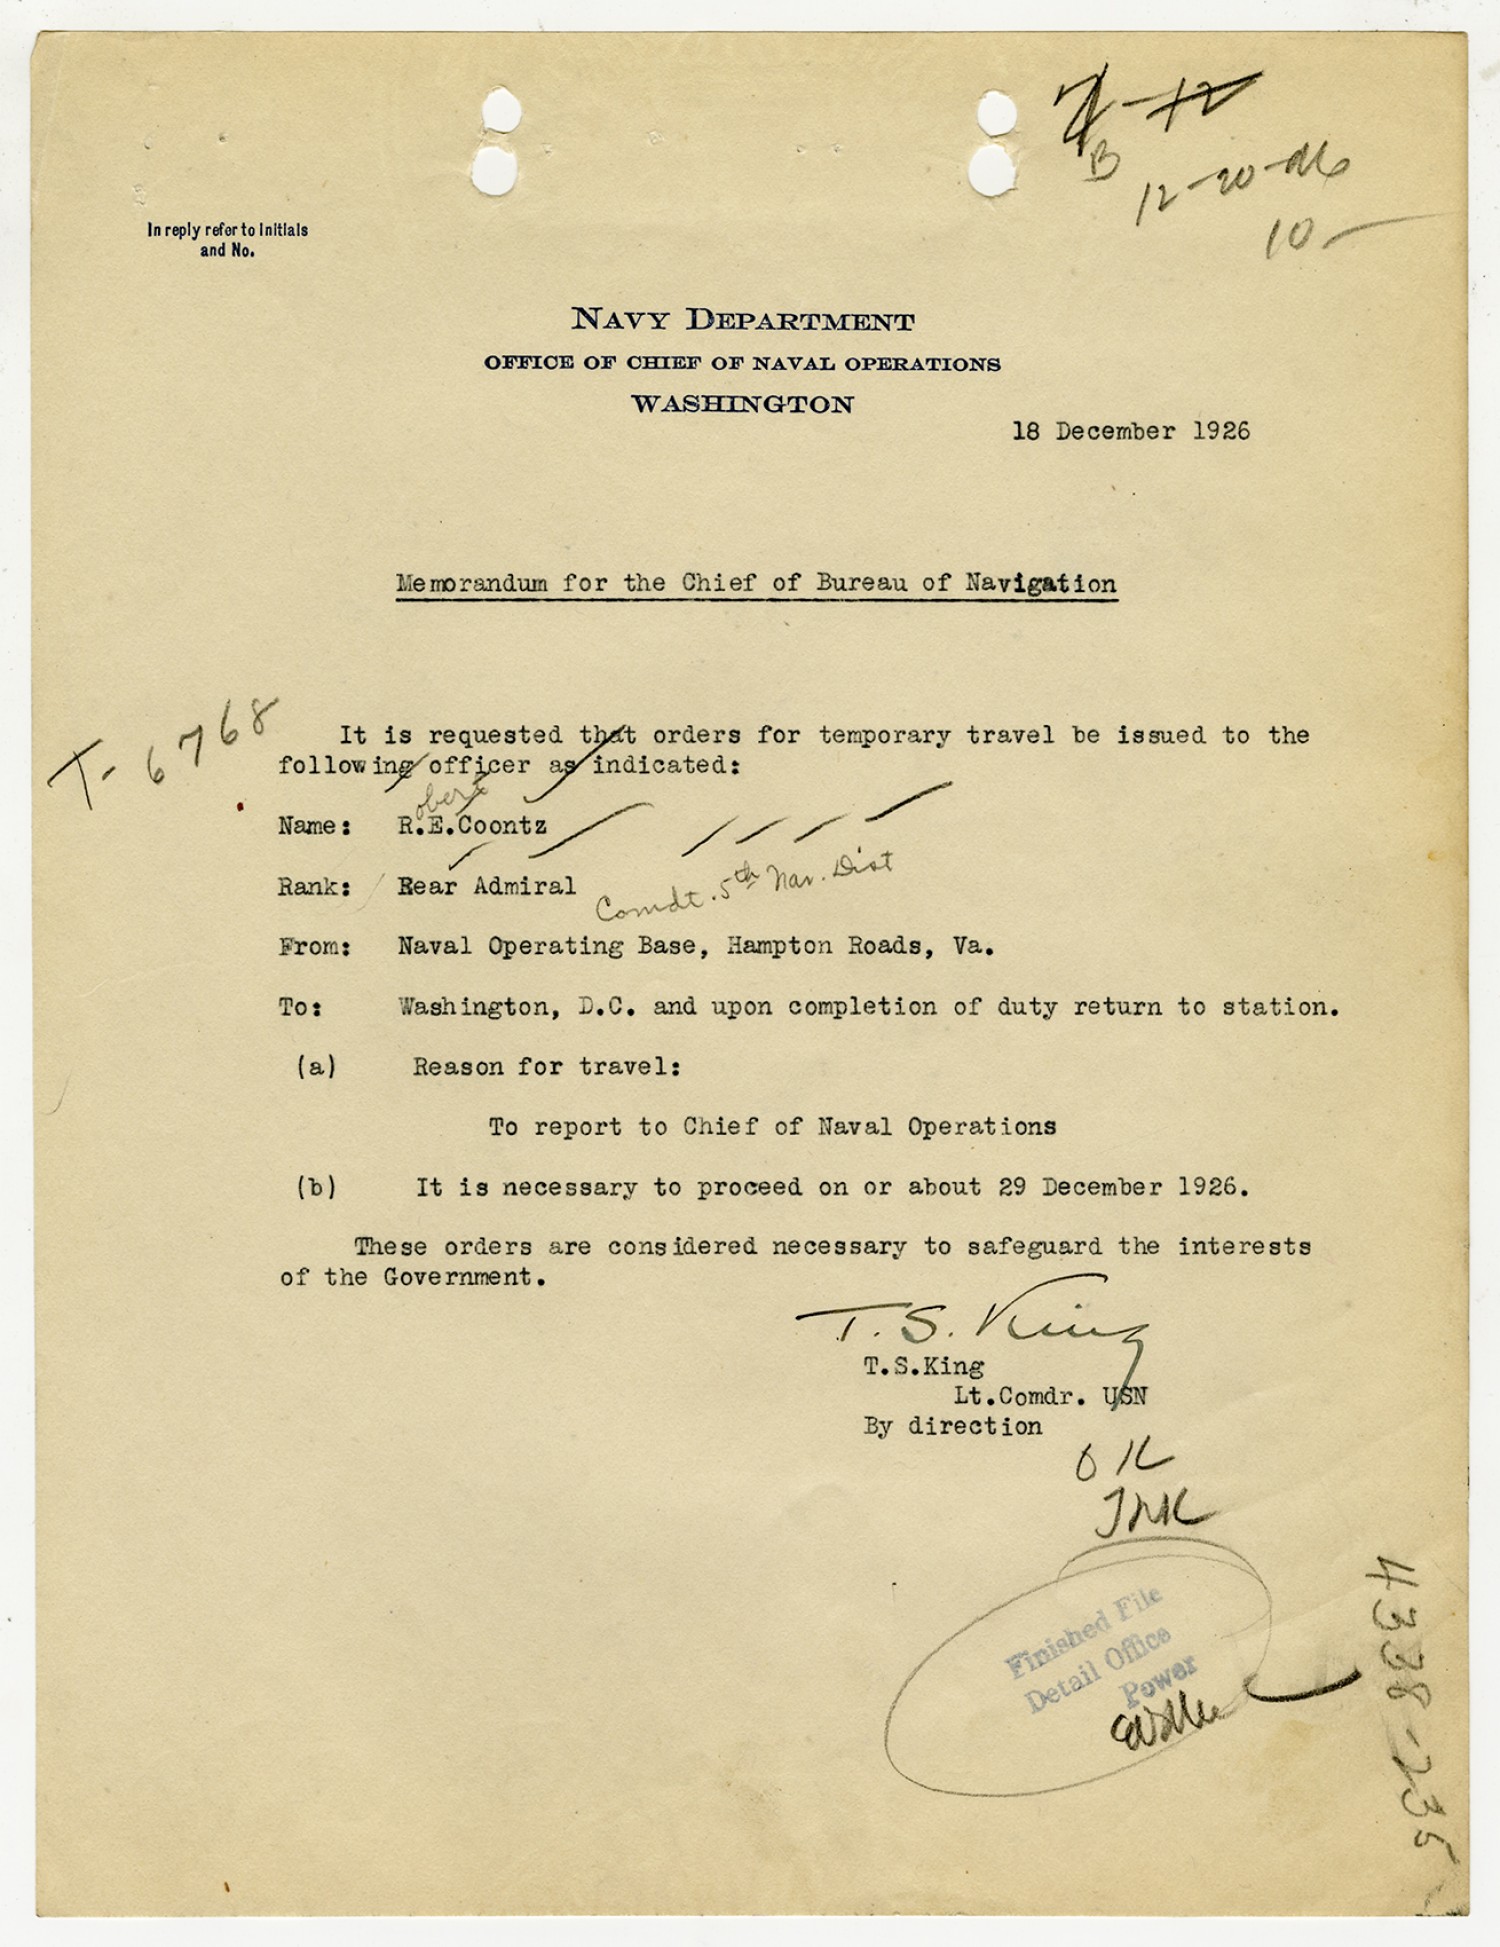 B
12-20-26
10-
In reply refer to Initials
and No.
NAVY DEPARTMENT
OFFICE OF CHIEF OF NAVAL OPERATIONS
WASHINGTON
18 December 1926
Memorandum for the Chief of Bureau of Navigation
T-6768
It is requested that orders for temporary travel be issued to the
following officer as indicated:
obert
Name: R.E.Coontz
Rank: Rear Admiral
Comdt. 5th Nav. Dist
From: Naval Operating Base, Hampton Roads, Va.
To: Washington, D.C. and upon completion of duty return to station.
(a) Reason for travel:
To report to Chief of Naval Operations
(b) It is necessary to proceed on or about 29 December 1926.
These orders are considered necessary to safeguard the interests
of the Government.
T. S. King
T.S.King
Lt.Comdr. USN
By direction
OK
Finished File
Detail Office
Power
4338-235